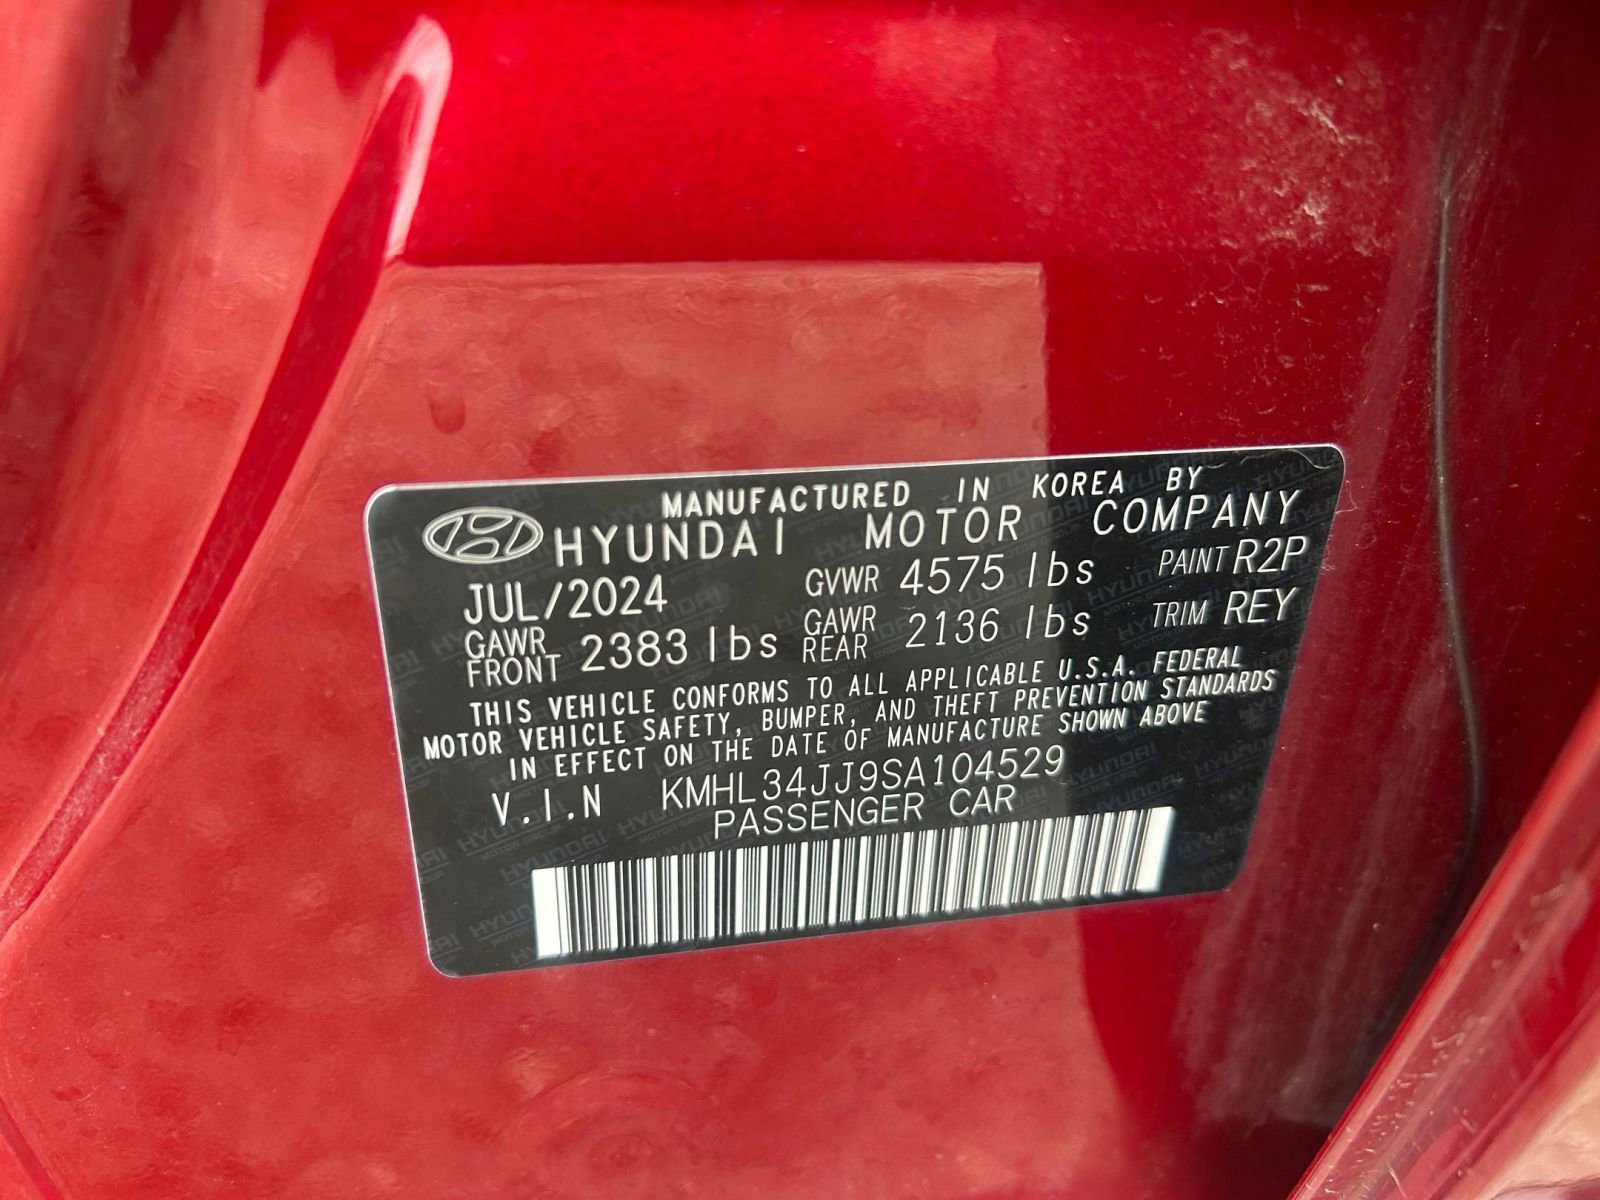 MANUFACTURED IN KOREA BY
HYUNDAI MOTOR COMPANY
JUL/2024 GVWR 4575 lbs PAINT R2P
GAWR FRONT 2383 lbs GAWR REAR 2136 lbs TRIM REY
THIS VEHICLE CONFORMS TO ALL APPLICABLE U.S.A. FEDERAL
MOTOR VEHICLE SAFETY, BUMPER, AND THEFT PREVENTION STANDARDS
IN EFFECT ON THE DATE OF MANUFACTURE SHOWN ABOVE
V.I.N KMHL34JJ9SA104529
PASSENGER CAR